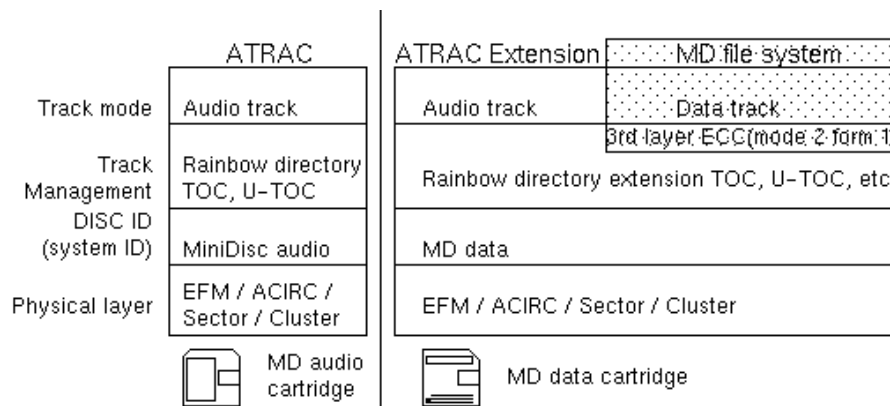 ATRAC
ATRAC Extension
MD file system
Track mode
Audio track
Audio track
Data track
3rd layer ECC(mode 2 form 1)
Track
Management
Rainbow directory
TOC, U-TOC
Rainbow directory extension TOC, U-TOC, etc
DISC ID
(system ID)
MiniDisc audio
MD data
Physical layer
EFM / ACIRC /
Sector / Cluster
EFM / ACIRC / Sector / Cluster
MD audio
cartridge
MD data cartridge